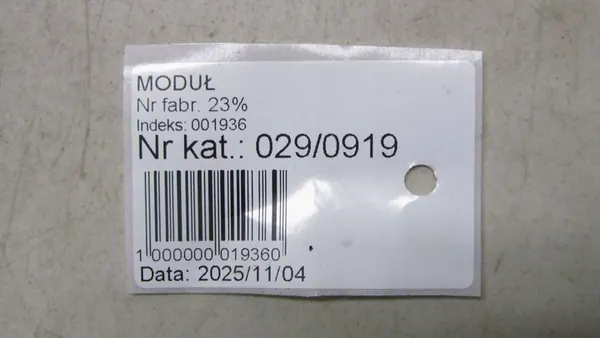 MODUŁ
Nr fabr. 23%
Indeks: 001936
Nr kat.: 029/0919
1 000000 019360
Data: 2025/11/04